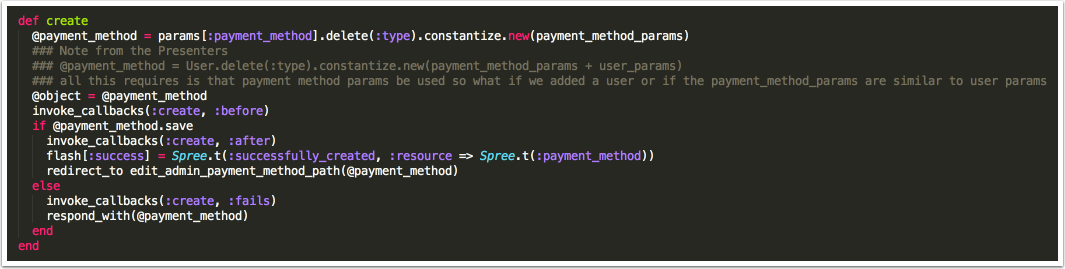 def create
@payment_method = params[:payment_method].delete(:type).constantize.new(payment_method_params)
### Note from the Presenters
### @payment_method = User.delete(:type).constantize.new(payment_method_params + user_params)
### all this requires is that payment method params be used so what if we added a user or if the payment_method_params are similar to user params
@object = @payment_method
invoke_callbacks(:create, :before)
if @payment_method.save
invoke_callbacks(:create, :after)
flash[:success] = Spree.t(:successfully_created, :resource => Spree.t(:payment_method))
redirect_to edit_admin_payment_method_path(@payment_method)
else
invoke_callbacks(:create, :fails)
respond_with(@payment_method)
end
end